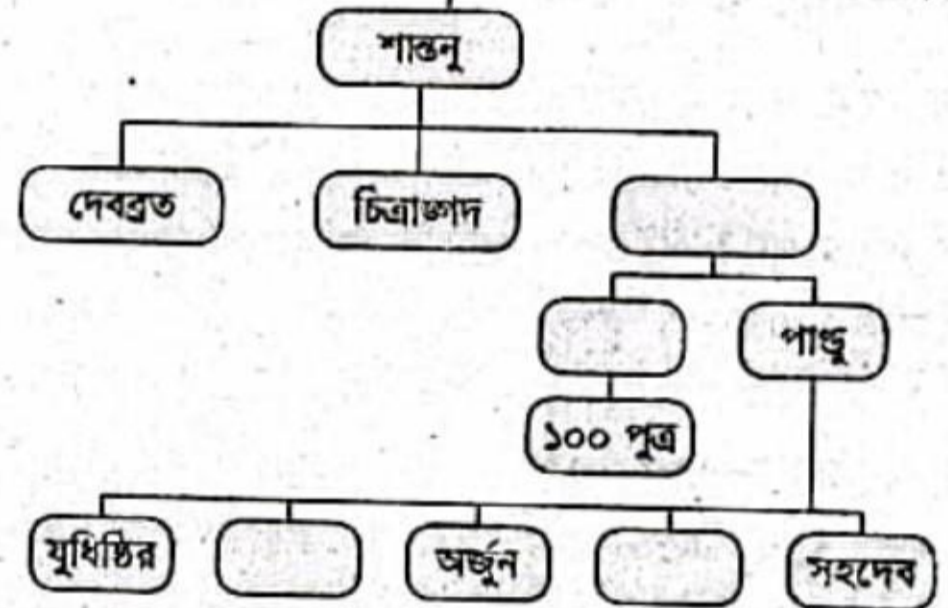 শান্তনু
দেবব্রত
চিত্রাঙ্গদ
পাণ্ডু
১০০ পুত্র
যুধিষ্ঠির
অর্জুন
সহদেব